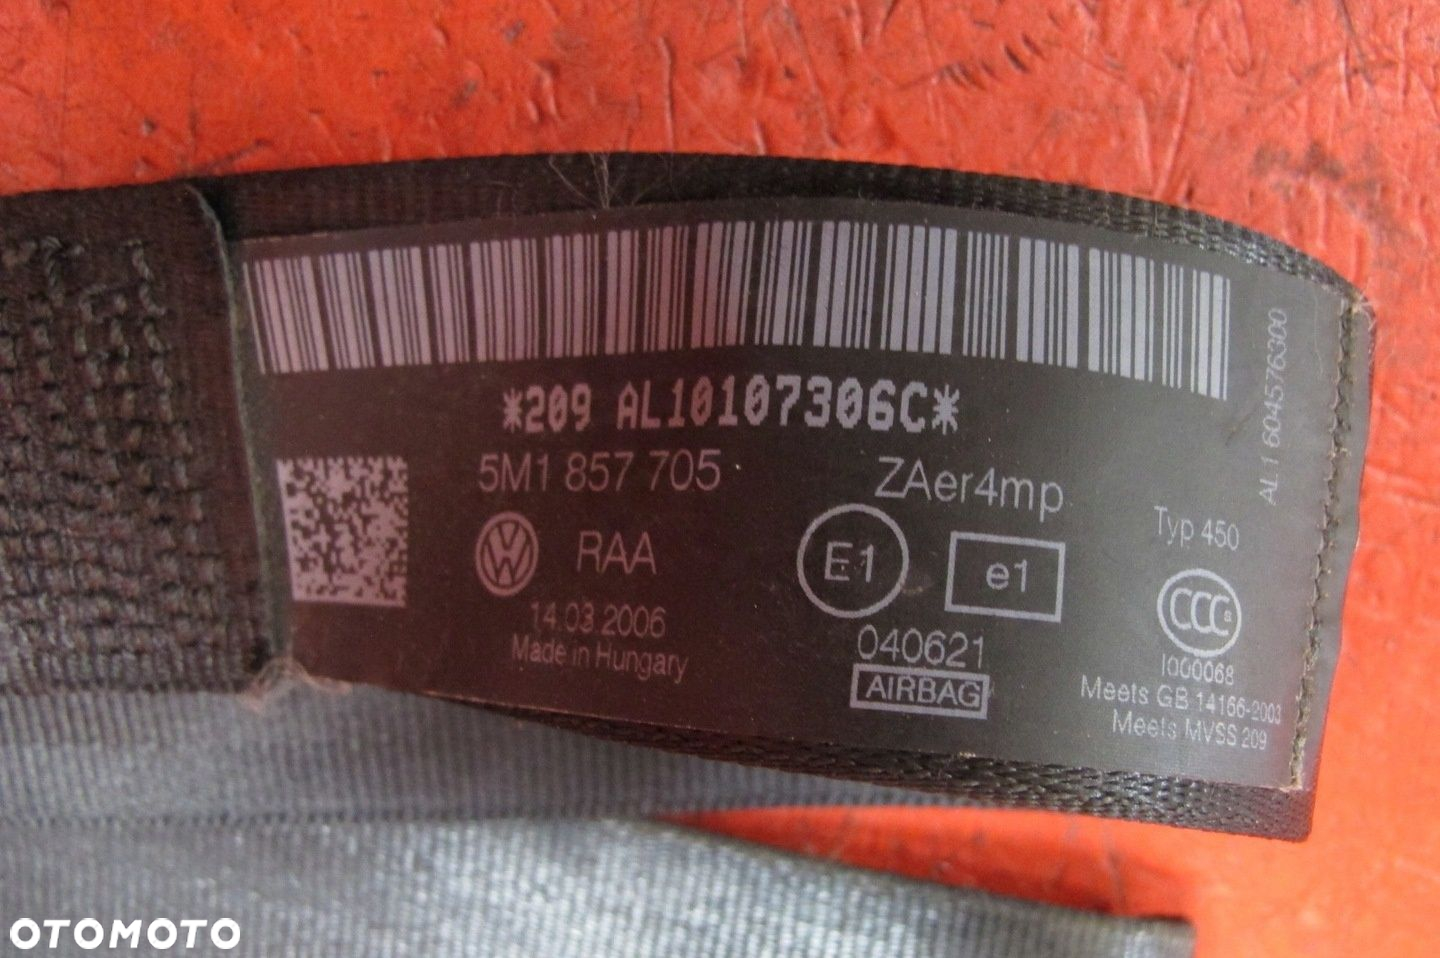 *209 AL10107306C*
5M1 857 705
ZAer4mp
AL1 604576300
Typ 450
VW
RAA
E1
e1
CCC
14.03.2006
Made in Hungary
040621
AIRBAG
I000068
Meets GB 14166-2003
Meets MVSS 209
OTOMOTO